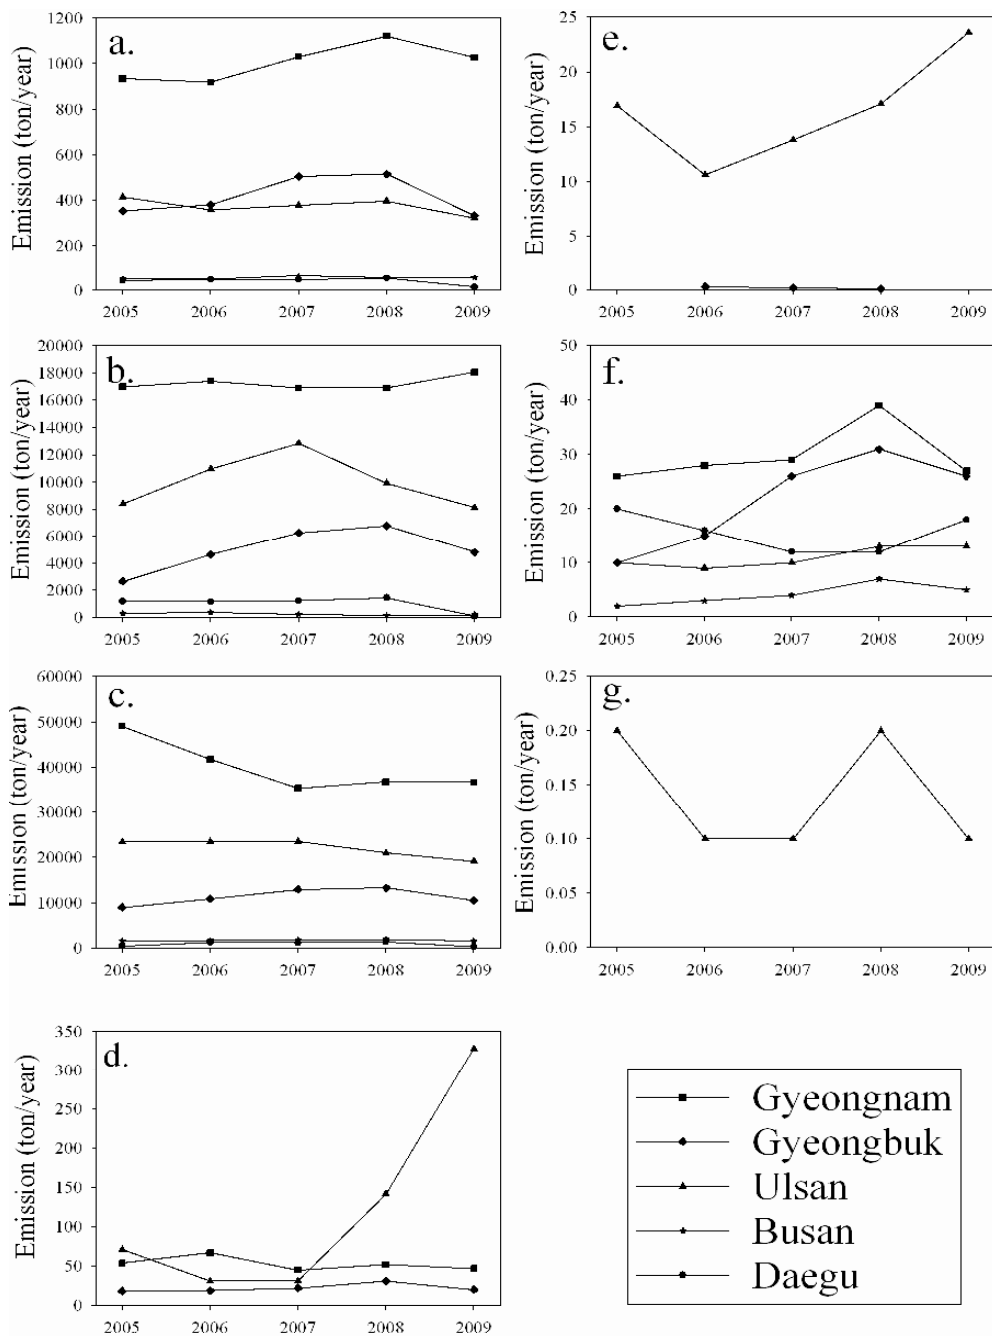 a.
Emission (ton/year)
1200
1000
800
600
400
200
0
2005 2006 2007 2008 2009
e.
Emission (ton/year)
25
20
15
10
5
0
2005 2006 2007 2008 2009
b.
Emission (ton/year)
20000
18000
16000
14000
12000
10000
8000
6000
4000
2000
0
2005 2006 2007 2008 2009
f.
Emission (ton/year)
50
40
30
20
10
0
2005 2006 2007 2008 2009
c.
Emission (ton/year)
60000
50000
40000
30000
20000
10000
0
2005 2006 2007 2008 2009
g.
Emission (ton/year)
0.25
0.20
0.15
0.10
0.05
0.00
2005 2006 2007 2008 2009
d.
Emission (ton/year)
350
300
250
200
150
100
50
0
2005 2006 2007 2008 2009
Gyeongnam
Gyeongbuk
Ulsan
Busan
Daegu